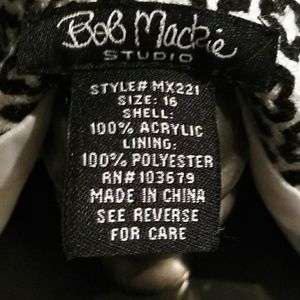 Bob Mackie
STUDIO
STYLE# MX221
SIZE: 16
SHELL:
100% ACRYLIC
LINING:
100% POLYESTER
RN# 103679
MADE IN CHINA
SEE REVERSE
FOR CARE